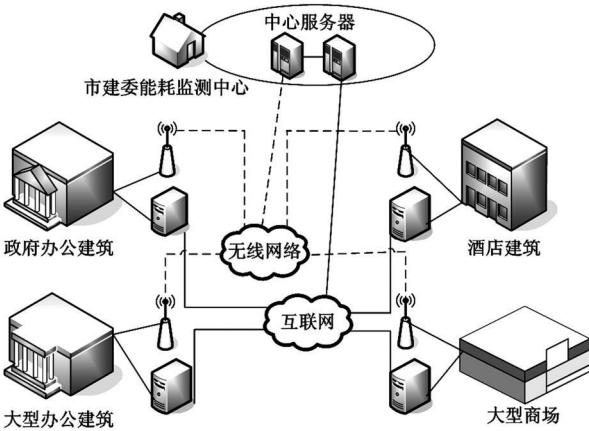 中心服务器
市建委能耗监测中心
政府办公建筑
无线网络
酒店建筑
互联网
大型办公建筑
大型商场